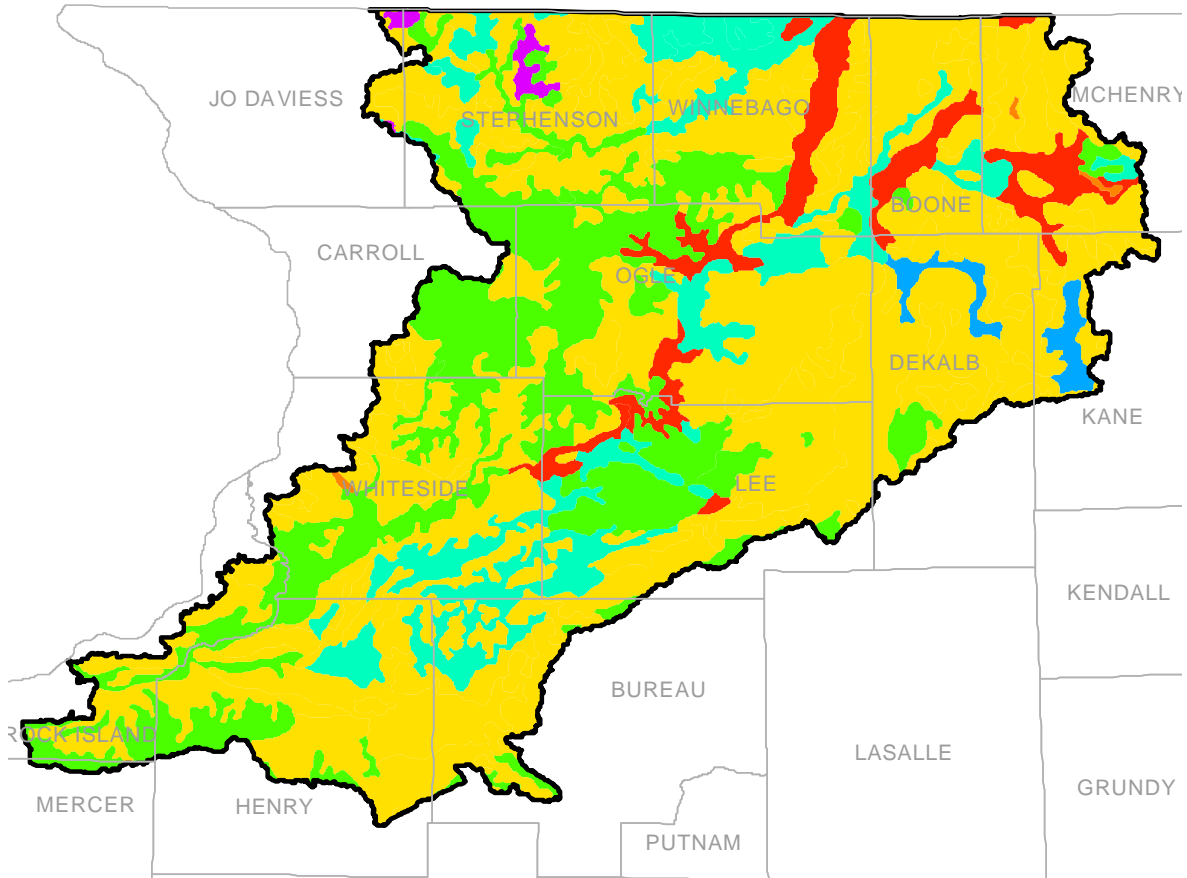 JO DAVIESS
STEPHENSON
WINNEBAGO
MCHENRY
BOONE
CARROLL
OGLE
DEKALB
KANE
WHITESIDE
LEE
KENDALL
BUREAU
ROCK ISLAND
LASALLE
GRUNDY
MERCER
HENRY
PUTNAM